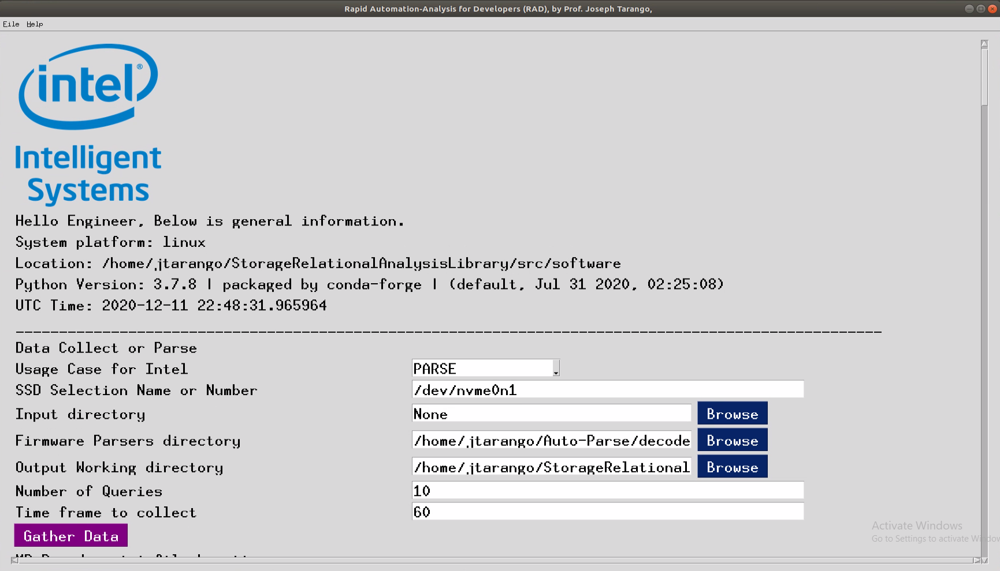 Rapid Automation-Analysis for Developers (RAD), by Prof. Joseph Tarango,
File Help
intel®
Intelligent
Systems
Hello Engineer, Below is general information.
System platform: linux
Location: /home/jtarango/StorageRelationalAnalysisLibrary/src/software
Python Version: 3.7.8 | packaged by conda-forge | (default, Jul 31 2020, 02:25:08)
UTC Time: 2020-12-11 22:48:31.965964
Data Collect or Parse
Usage Case for Intel PARSE
SSD Selection Name or Number /dev/nvme0n1
Input directory None Browse
Firmware Parsers directory /home/jtarango/Auto-Parse/decode Browse
Output Working directory /home/jtarango/StorageRelational Browse
Number of Queries 10
Time frame to collect 60
Gather Data
Activate Windows
Go to Settings to activate Windows